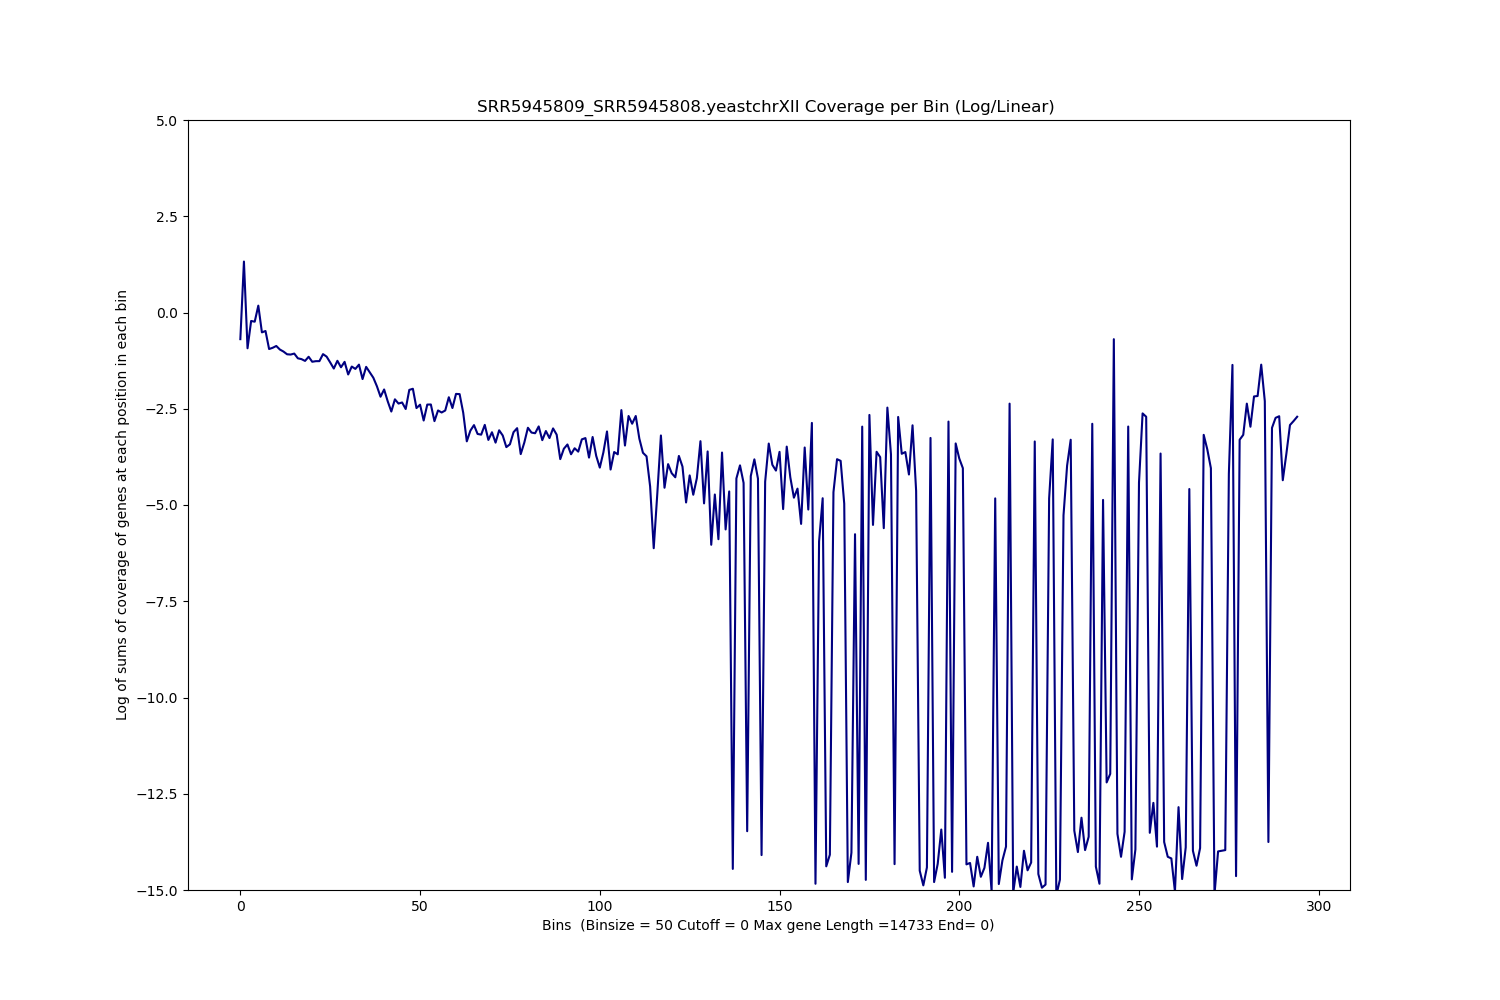 SRR5945809_SRR5945808.yeastchrXII Coverage per Bin (Log/Linear)
Log of sums of coverage of genes at each position in each bin
5.0
2.5
0.0
−2.5
−5.0
−7.5
−10.0
−12.5
−15.0
0 50 100 150 200 250 300
Bins (Binsize = 50 Cutoff = 0 Max gene Length =14733 End= 0)